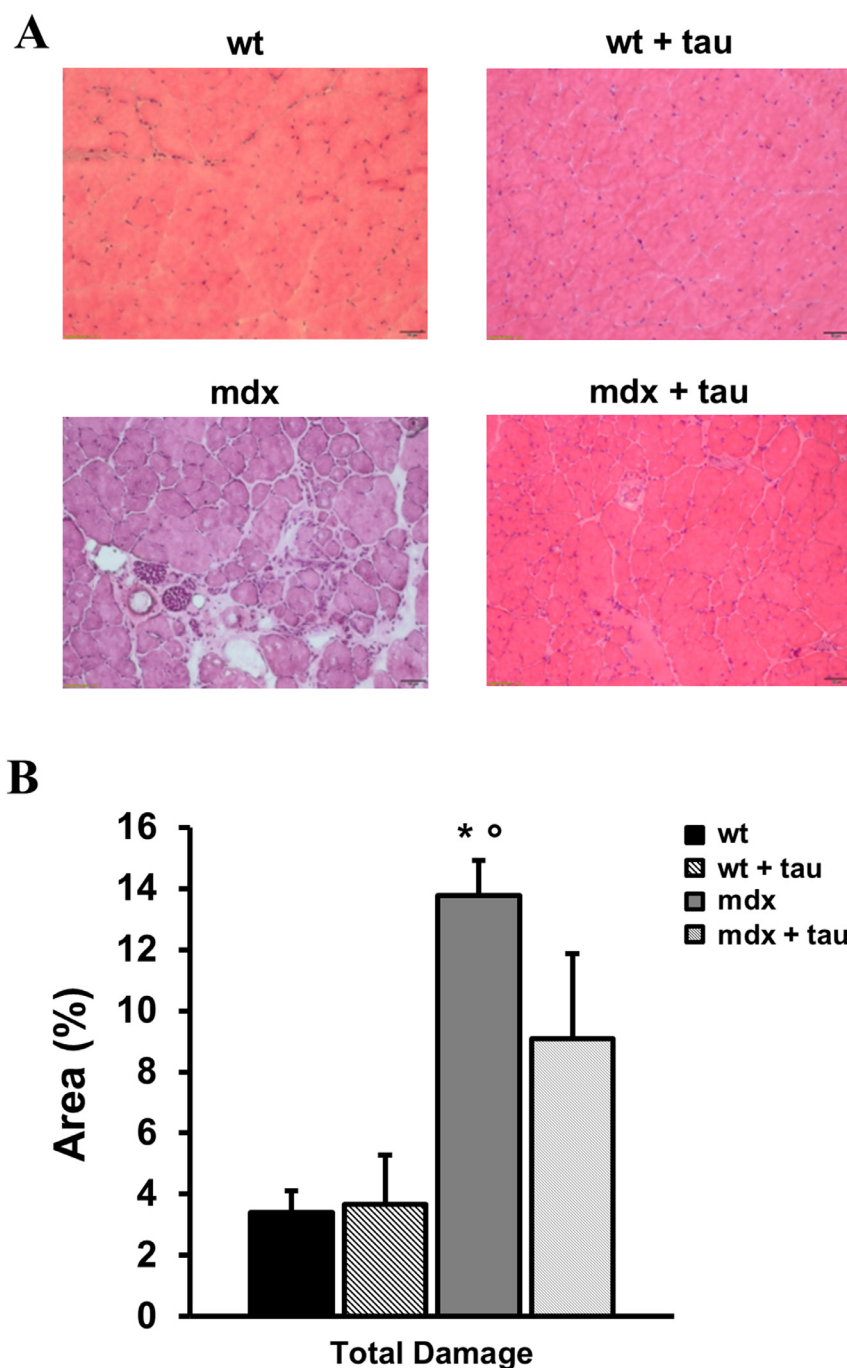 A
wt
wt + tau
mdx
mdx + tau
B
16
14
12
10
8
6
4
2
0
Area (%)
* °
Total Damage
wt
wt + tau
mdx
mdx + tau